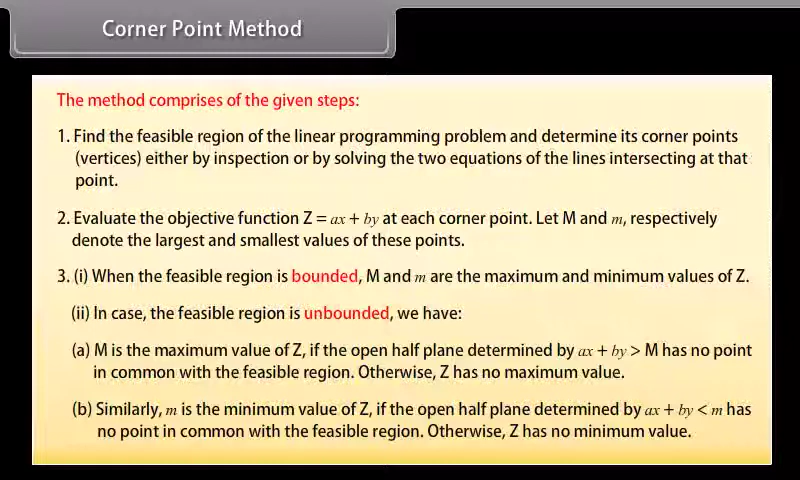 Corner Point Method
The method comprises of the given steps:
1. Find the feasible region of the linear programming problem and determine its corner points
(vertices) either by inspection or by solving the two equations of the lines intersecting at that
point.
2. Evaluate the objective function Z = ax + by at each corner point. Let M and m, respectively
denote the largest and smallest values of these points.
3. (i) When the feasible region is bounded, M and m are the maximum and minimum values of Z.
(ii) In case, the feasible region is unbounded, we have:
(a) M is the maximum value of Z, if the open half plane determined by ax + by > M has no point
in common with the feasible region. Otherwise, Z has no maximum value.
(b) Similarly, m is the minimum value of Z, if the open half plane determined by ax + by < m has
no point in common with the feasible region. Otherwise, Z has no minimum value.